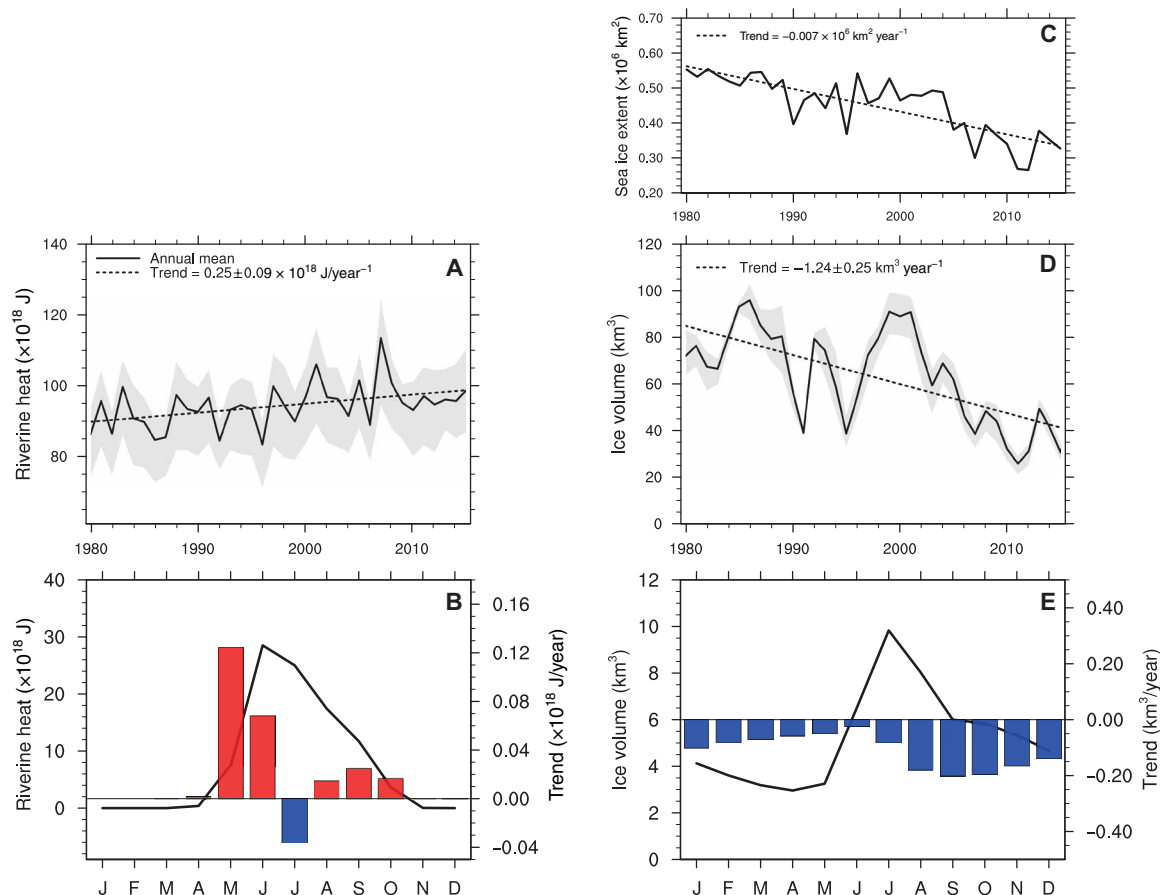 A
Annual mean
Trend = 0.25±0.09 × 10¹⁸ J/year⁻¹
Riverine heat (×10¹⁸ J)
140
120
100
80
1980 1990 2000 2010
B
Riverine heat (×10¹⁸ J)
40
30
20
10
0
Trend (×10¹⁸ J/year)
0.16
0.12
0.08
0.04
0.00
−0.04
J F M A M J J A S O N D
C
Trend = −0.007 × 10⁶ km² year⁻¹
Sea ice extent (×10⁶ km²)
0.70
0.60
0.50
0.40
0.30
0.20
1980 1990 2000 2010
D
Trend = −1.24±0.25 km³ year⁻¹
Ice volume (km³)
120
100
80
60
40
20
0
1980 1990 2000 2010
E
Ice volume (km³)
12
10
8
6
4
2
0
Trend (km³/year)
0.40
0.20
0.00
−0.20
−0.40
J F M A M J J A S O N D